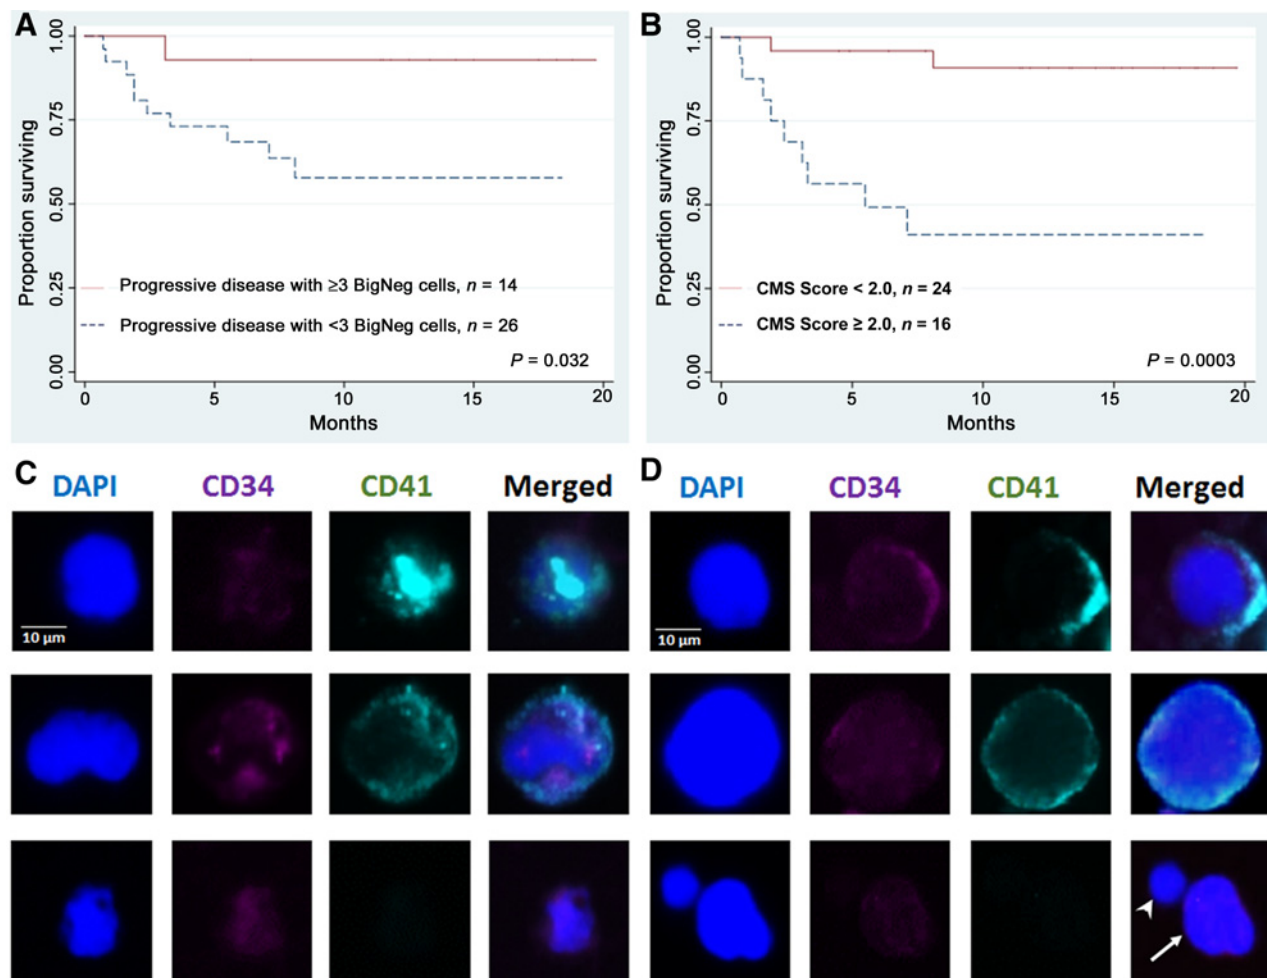 A
Proportion surviving
1.00
0.75
0.50
0.25
0.00
Progressive disease with ≥3 BigNeg cells, n = 14
Progressive disease with <3 BigNeg cells, n = 26
P = 0.032
0 5 10 15 20
Months
B
Proportion surviving
1.00
0.75
0.50
0.25
0.00
CMS Score < 2.0, n = 24
CMS Score ≥ 2.0, n = 16
P = 0.0003
0 5 10 15 20
Months
C
DAPI CD34 CD41 Merged
10 µm
D
DAPI CD34 CD41 Merged
10 µm